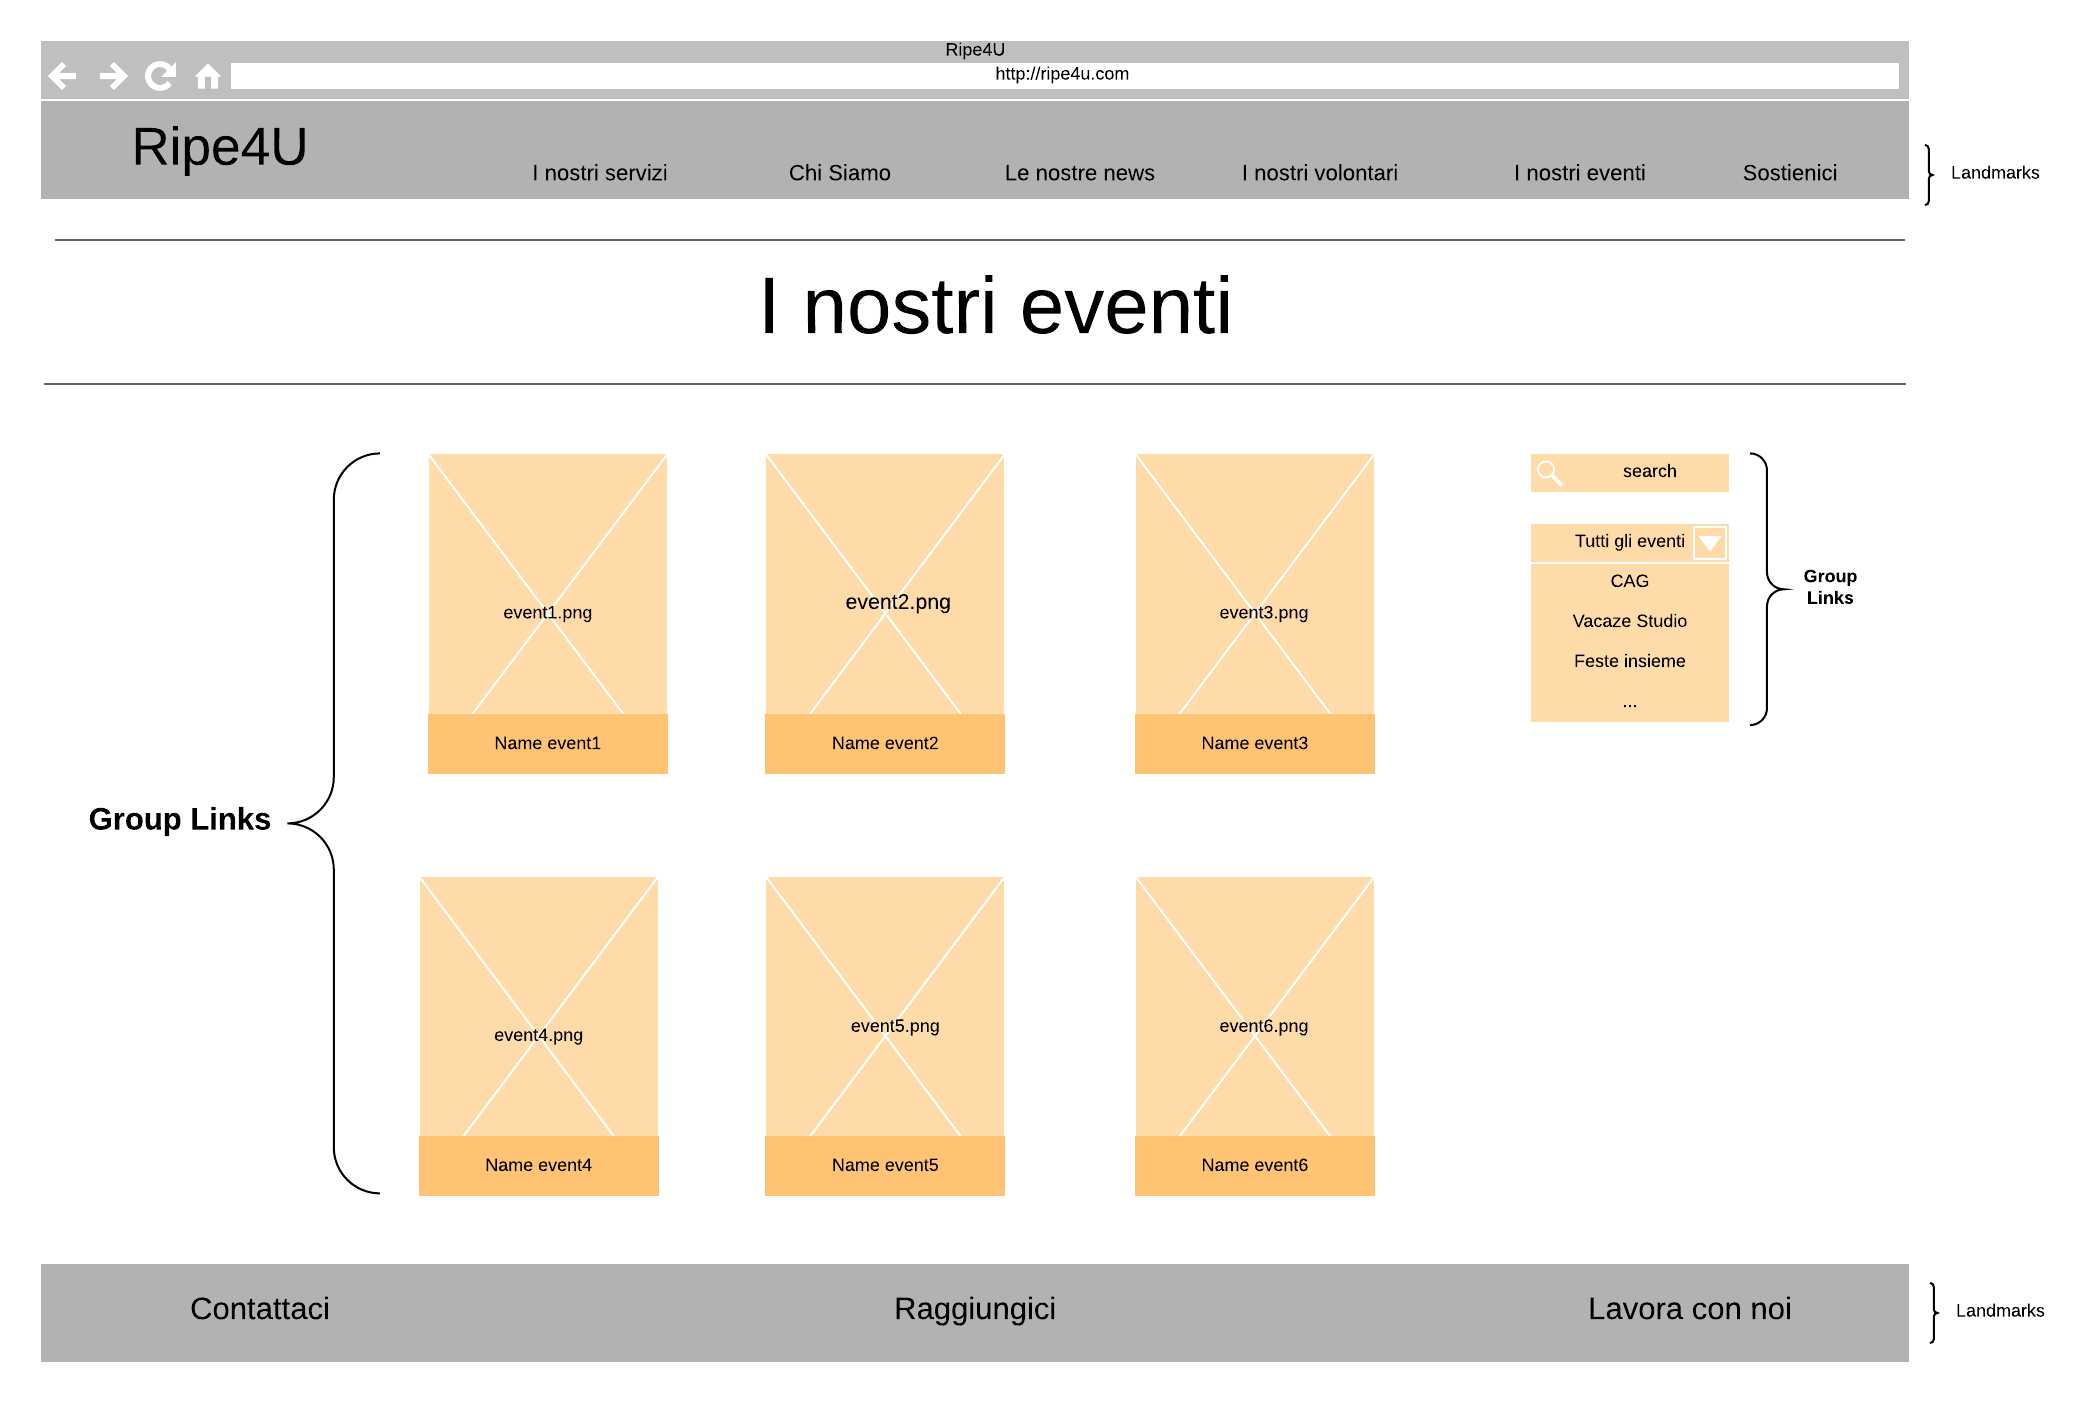 Ripe4U
http://ripe4u.com
Ripe4U
I nostri servizi
Chi Siamo
Le nostre news
I nostri volontari
I nostri eventi
Sostienici
Landmarks
I nostri eventi
event1.png
Name event1
event2.png
Name event2
event3.png
Name event3
search
Tutti gli eventi
CAG
Vacaze Studio
Feste insieme
...
Group
Links
Group Links
event4.png
Name event4
event5.png
Name event5
event6.png
Name event6
Contattaci
Raggiungici
Lavora con noi
Landmarks